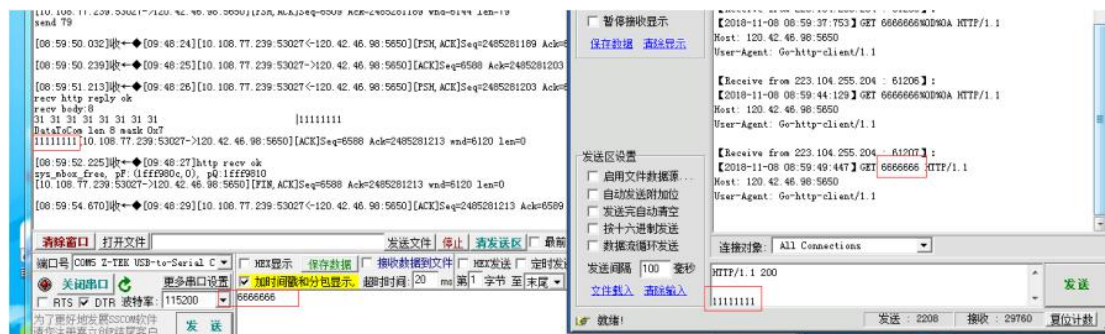 send 79
[08:59:50.032]收←◆[09:48:24][10.108.77.239:53027<-120.42.46.98:5650][PSH,ACK]Seq=2485281189
[08:59:50.239]收←◆[09:48:25][10.108.77.239:53027->120.42.46.98:5650][ACK]Seq=6588 Ack=2485281203
[08:59:51.213]收←◆[09:48:26][10.108.77.239:53027<-120.42.46.98:5650][PSH,ACK]Seq=2485281203
recv http reply ok
recv body:8
31 31 31 31 31 31 31 31 |11111111
DataToCom len 8 mask 0x7
11111111[10.108.77.239:53027->120.42.46.98:5650][ACK]Seq=6588 Ack=2485281213 wnd=6120 len=0
[08:59:52.225]收←◆[09:48:27]http recv ok
sys_mbox_free, pF:(1fff980c,0), pQ:1fff9810
[10.108.77.239:53027->120.42.46.98:5650][FIN,ACK]Seq=6588 Ack=2485281213 wnd=6120 len=0
[08:59:54.670]收←◆[09:48:29][10.108.77.239:53027<-120.42.46.98:5650][ACK]Seq=2485281213 Ack=6589
清除窗口 打开文件 发送文件 停止 清发送区 最前
端口号 COM5 Z-TEK USB-to-Serial C HEX显示 保存数据 接收数据到文件 HEX发送 定时发
关闭串口 更多串口设置 加时间戳和分包显示, 超时时间: 20 ms 第 1 字节 至 末尾
RTS DTR 波特率: 115200 6666666
为了更好地发展SSCOM软件
发 送
暂停接收显示
保存数据 清除显示
发送区设置
启用文件数据源...
自动发送附加位
发送完自动清空
按十六进制发送
数据流循环发送
发送间隔 100 毫秒
文件载入 清除输入
就绪!
【2018-11-08 08:59:37:753】GET 6666666%0D%0A HTTP/1.1
Host: 120.42.46.98:5650
User-Agent: Go-http-client/1.1
【Receive from 223.104.255.204 : 61206】:
【2018-11-08 08:59:44:129】GET 6666666%0D%0A HTTP/1.1
Host: 120.42.46.98:5650
User-Agent: Go-http-client/1.1
【Receive from 223.104.255.204 : 61207】:
【2018-11-08 08:59:49:447】GET 6666666 HTTP/1.1
Host: 120.42.46.98:5650
User-Agent: Go-http-client/1.1
连接对象: All Connections
HTTP/1.1 200
11111111
发送
发送 : 2208 接收 : 29760 复位计数